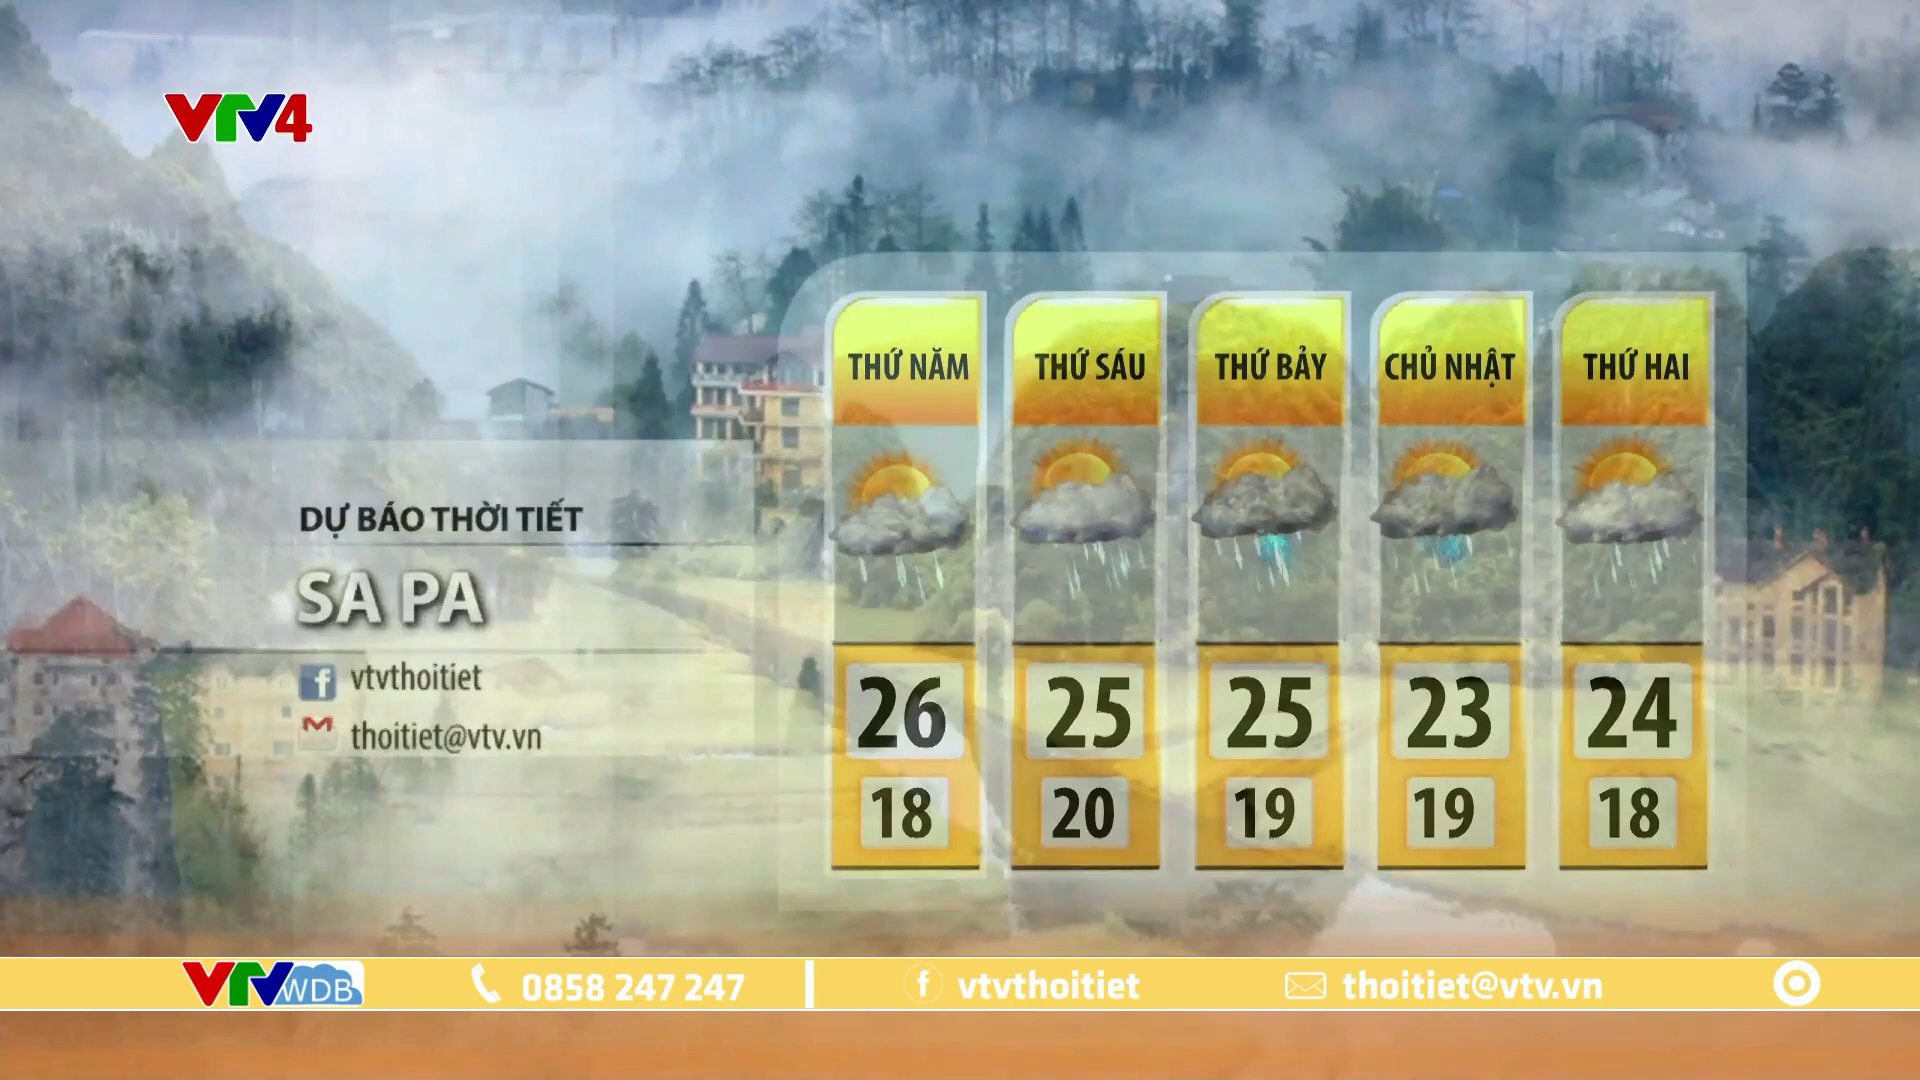 VTV4
THỨ NĂM
THỨ SÁU
THỨ BẢY
CHỦ NHẬT
THỨ HAI
DỰ BÁO THỜI TIẾT
SA PA
vtvthoitiet
thoitiet@vtv.vn
26 25 25 23 24
18 20 19 19 18
VTV WDB
0858 247 247
vtvthoitiet
thoitiet@vtv.vn